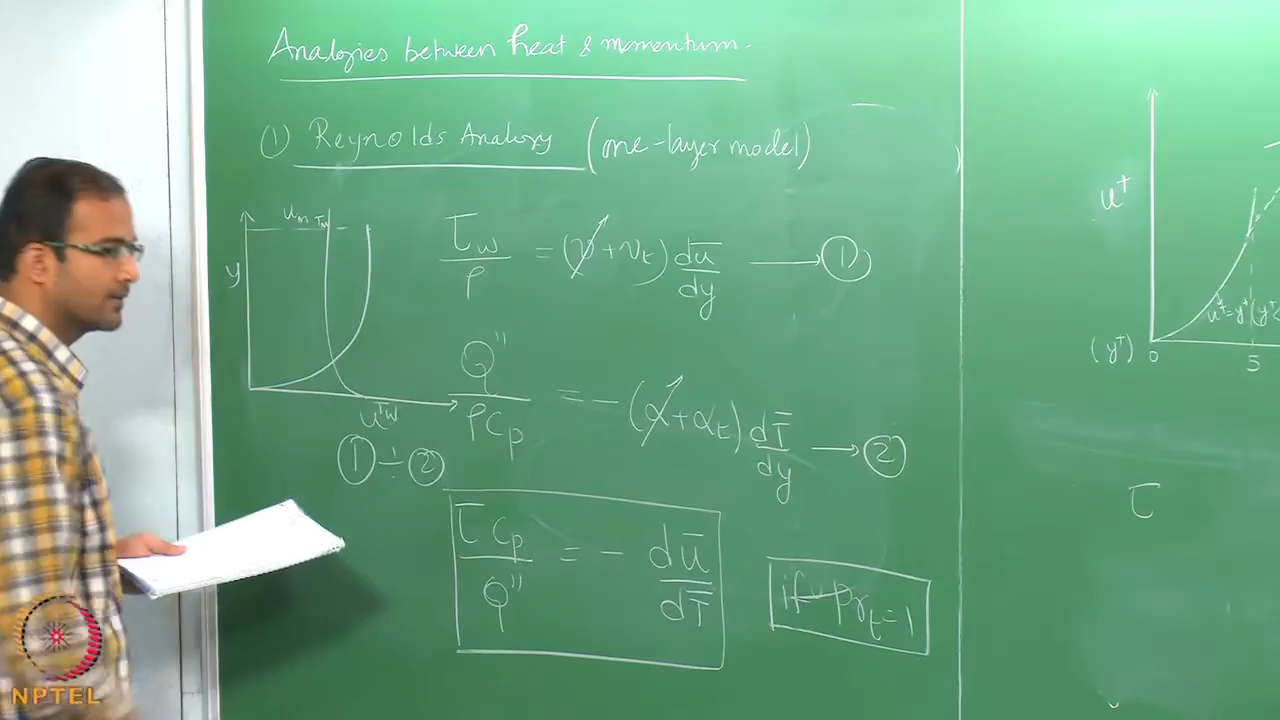 Analogies between heat & momentum.
① Reynolds Analogy (one-layer model)
y
u_m T_m
u T_w
τ_w/ρ = (ν + ν_t) dū/dy → ①
Q''/ρC_p = - (α + α_t) dT̄/dy → ②
① ÷ ②
τ C_p/Q'' = - dū/dT̄
if Pr_t = 1
u⁺
u⁺ = y⁺ (y⁺
(y⁺) 0 5
τ
NPTEL